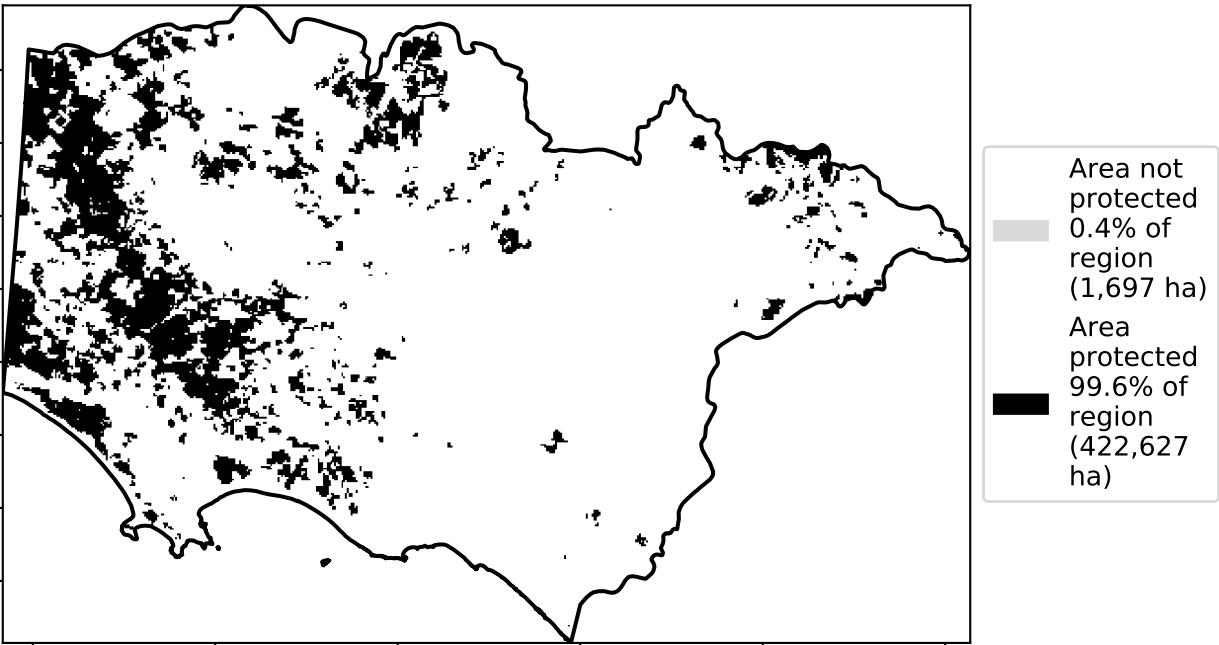 Area not
protected
0.4% of
region
(1,697 ha)
Area
protected
99.6% of
region
(422,627
ha)